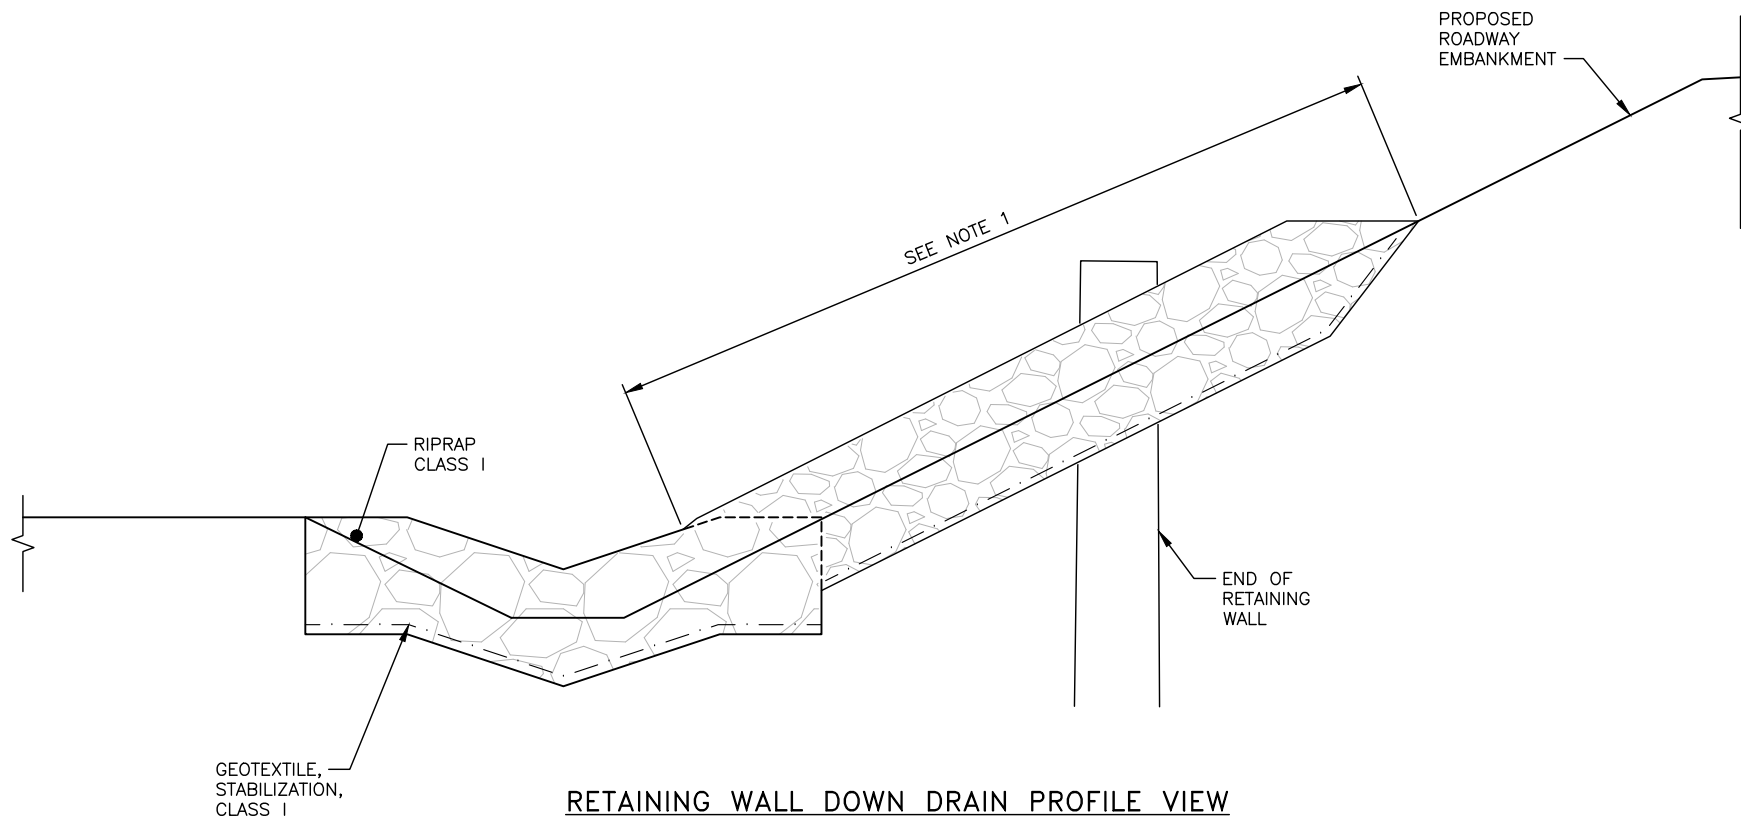 PROPOSED
ROADWAY
EMBANKMENT
SEE NOTE 1
RIPRAP
CLASS I
END OF
RETAINING
WALL
GEOTEXTILE,
STABILIZATION,
CLASS I
RETAINING WALL DOWN DRAIN PROFILE VIEW